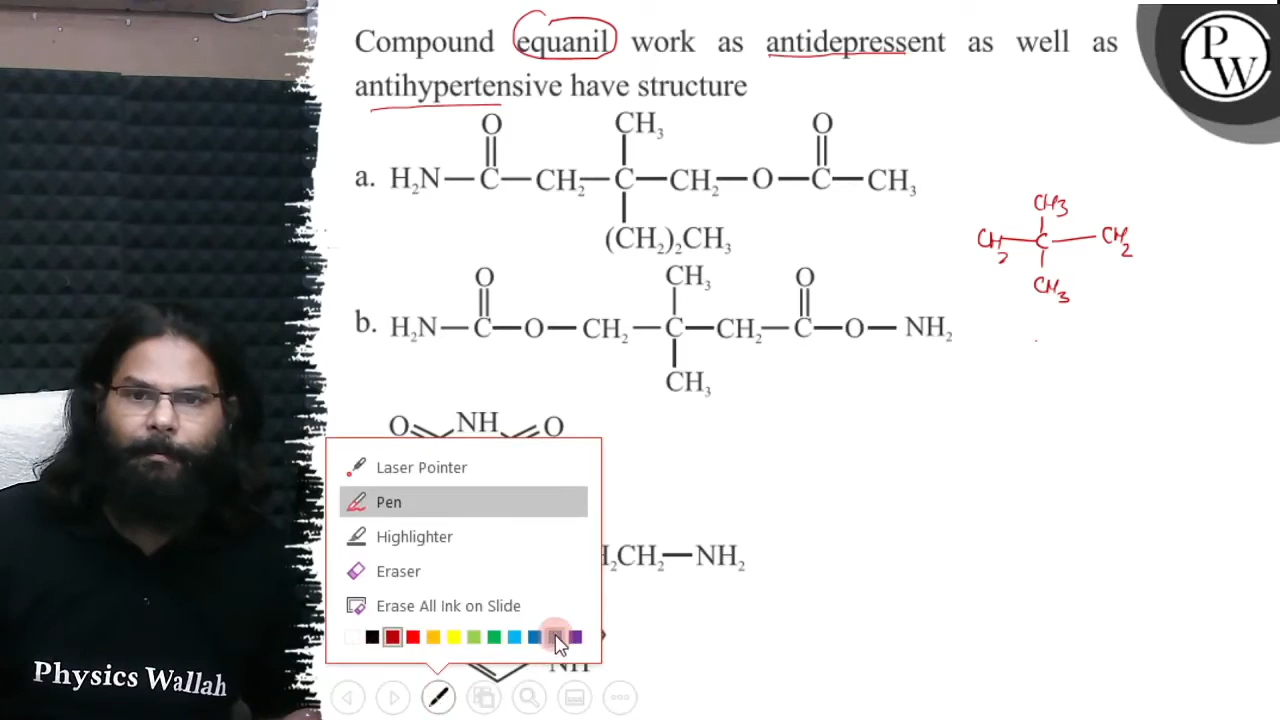 Compound equanil work as antidepressent as well as
antihypertensive have structure
a. H₂N—C(=O)—CH₂—C(CH₃)((CH₂)₂CH₃)—CH₂—O—C(=O)—CH₃
b. H₂N—C(=O)—O—CH₂—C(CH₃)(CH₃)—CH₂—C(=O)—O—NH₂
CH3
CH2 C CH2
CH3
O NH O
Laser Pointer
Pen
Highlighter
₂CH₂—NH₂
Eraser
Erase All Ink on Slide
NH
PW
Physics Wallah